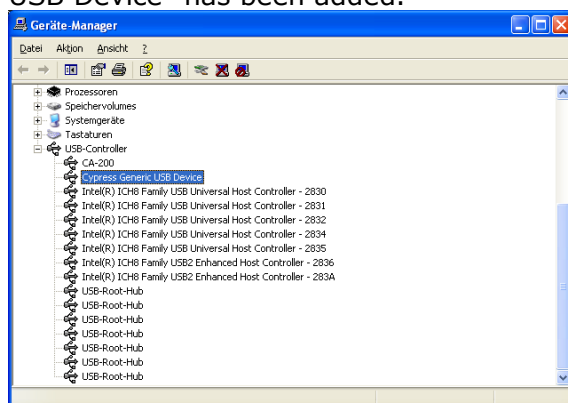 USB Device" has been added.
Geräte-Manager
Datei Aktion Ansicht ?
Prozessoren
Speichervolumes
Systemgeräte
Tastaturen
USB-Controller
CA-200
Cypress Generic USB Device
Intel(R) ICH8 Family USB Universal Host Controller - 2830
Intel(R) ICH8 Family USB Universal Host Controller - 2831
Intel(R) ICH8 Family USB Universal Host Controller - 2832
Intel(R) ICH8 Family USB Universal Host Controller - 2834
Intel(R) ICH8 Family USB Universal Host Controller - 2835
Intel(R) ICH8 Family USB2 Enhanced Host Controller - 2836
Intel(R) ICH8 Family USB2 Enhanced Host Controller - 283A
USB-Root-Hub
USB-Root-Hub
USB-Root-Hub
USB-Root-Hub
USB-Root-Hub
USB-Root-Hub
USB-Root-Hub